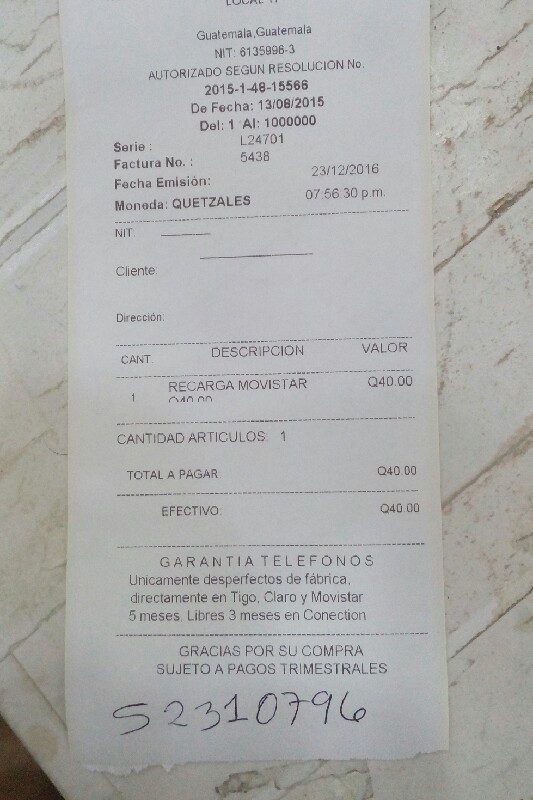 LOCAL 17
Guatemala,Guatemala
NIT: 6135996-3
AUTORIZADO SEGUN RESOLUCION No.
2015-1-48-15566
De Fecha: 13/08/2015
Del: 1 Al: 1000000
Serie : L24701
Factura No. : 5438
Fecha Emisión: 23/12/2016
Moneda: QUETZALES 07:56:30 p.m.
NIT:
Cliente:
Dirección:
CANT. DESCRIPCION VALOR
1 RECARGA MOVISTAR Q40.00
Q40.00
CANTIDAD ARTICULOS: 1
TOTAL A PAGAR: Q40.00
EFECTIVO: Q40.00
GARANTIA TELEFONOS
Unicamente desperfectos de fábrica,
directamente en Tigo, Claro y Movistar
5 meses, Libres 3 meses en Conection
GRACIAS POR SU COMPRA
SUJETO A PAGOS TRIMESTRALES
52310796